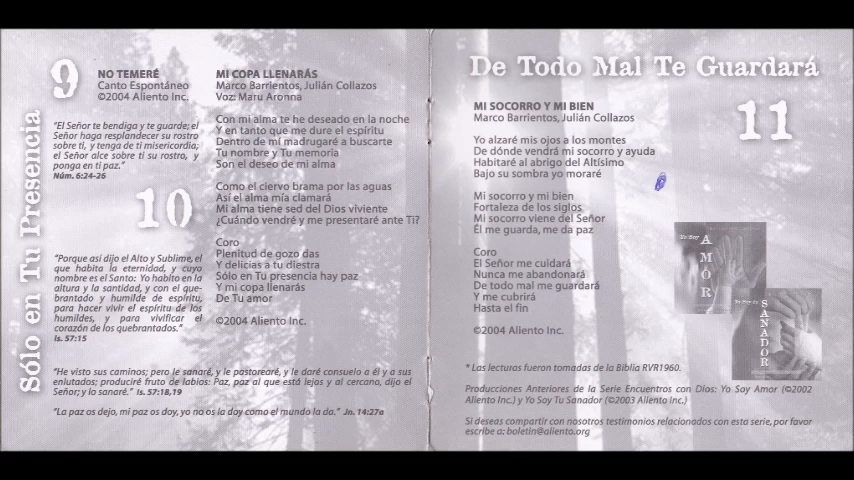 Sólo en Tu Presencia
9
NO TEMERÉ
Canto Espontáneo
©2004 Aliento Inc.
"El Señor te bendiga y te guarde; el
Señor haga resplandecer su rostro
sobre ti, y tenga de ti misericordia;
el Señor alce sobre ti su rostro, y
ponga en ti paz."
Núm. 6:24-26
10
"Porque así dijo el Alto y Sublime, el
que habita la eternidad, y cuyo
nombre es el Santo: Yo habito en la
altura y la santidad, y con el que-
brantado y humilde de espíritu,
para hacer vivir el espíritu de los
humildes, y para vivificar el
corazón de los quebrantados."
Is. 57:15
MI COPA LLENARÁS
Marco Barrientos, Julián Collazos
Voz: Maru Aronna
Con mi alma te he deseado en la noche
Y en tanto que me dure el espíritu
Dentro de mí madrugaré a buscarte
Tu nombre y Tu memoria
Son el deseo de mi alma
Como el ciervo brama por las aguas
Así el alma mía clamará
Mi alma tiene sed del Dios viviente
¿Cuándo vendré y me presentaré ante Ti?
Coro
Plenitud de gozo das
Y delicias a tu diestra
Sólo en Tu presencia hay paz
Y mi copa llenarás
De Tu amor
©2004 Aliento Inc.
"He visto sus caminos; pero le sanaré, y le pastorearé, y le daré consuelo a él y a sus
enlutados; produciré fruto de labios: Paz, paz al que está lejos y al cercano, dijo el
Señor; y lo sanaré." Is. 57:18,19
"La paz os dejo, mi paz os doy, yo no os la doy como el mundo la da." Jn. 14:27a
De Todo Mal Te Guardará
11
MI SOCORRO Y MI BIEN
Marco Barrientos, Julián Collazos
Yo alzaré mis ojos a los montes
De dónde vendrá mi socorro y ayuda
Habitaré al abrigo del Altísimo
Bajo su sombra yo moraré
Mi socorro y mi bien
Fortaleza de los siglos
Mi socorro viene del Señor
Él me guarda, me da paz
Coro
El Señor me cuidará
Nunca me abandonará
De todo mal me guardará
Y me cubrirá
Hasta el fin
©2004 Aliento Inc.
Yo Soy
AMOR
Yo Soy tu
SANADOR
* Las lecturas fueron tomadas de la Biblia RVR1960.
Producciones Anteriores de la Serie Encuentros con Dios: Yo Soy Amor (©2002
Aliento Inc.) y Yo Soy Tu Sanador (©2003 Aliento Inc.)
Si deseas compartir con nosotros testimonios relacionados con esta serie, por favor
escribe a: boletin@aliento.org